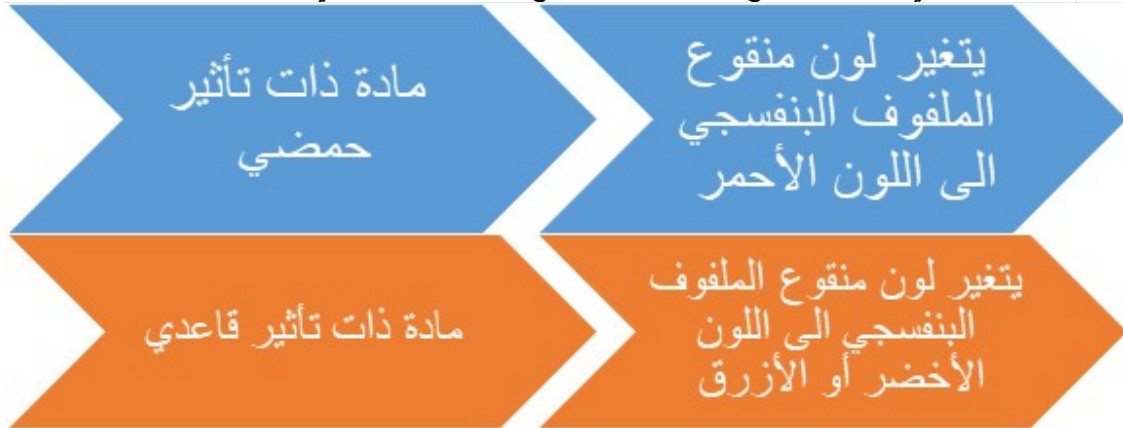 مادة ذات تأثير
حمضي
يتغير لون منقوع
الملفوف البنفسجي
الى اللون الأحمر
مادة ذات تأثير قاعدي
يتغير لون منقوع الملفوف
البنفسجي الى اللون
الأخضر أو الأزرق